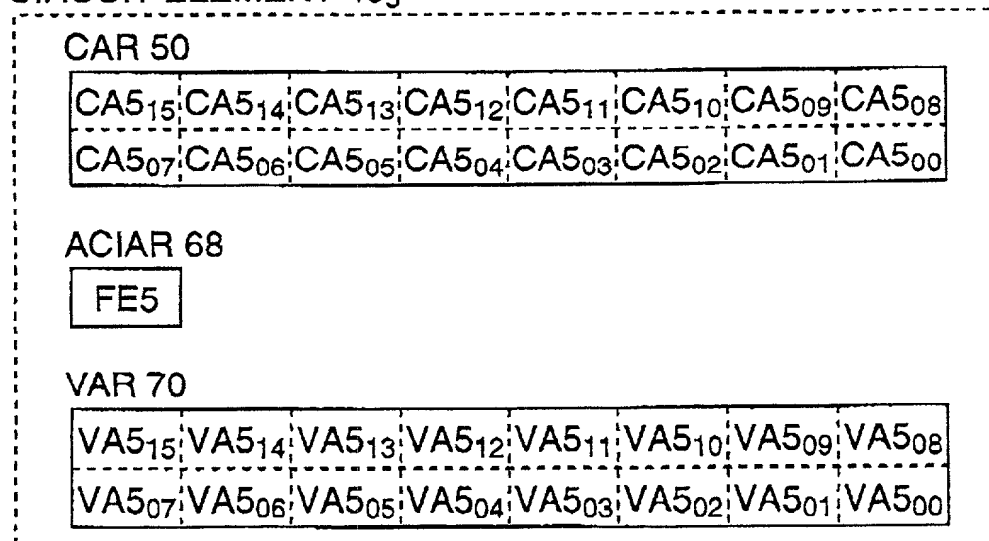 CAR 50
CA5₁₅ CA5₁₄ CA5₁₃ CA5₁₂ CA5₁₁ CA5₁₀ CA5₀₉ CA5₀₈
CA5₀₇ CA5₀₆ CA5₀₅ CA5₀₄ CA5₀₃ CA5₀₂ CA5₀₁ CA5₀₀
ACIAR 68
FE5
VAR 70
VA5₁₅ VA5₁₄ VA5₁₃ VA5₁₂ VA5₁₁ VA5₁₀ VA5₀₉ VA5₀₈
VA5₀₇ VA5₀₆ VA5₀₅ VA5₀₄ VA5₀₃ VA5₀₂ VA5₀₁ VA5₀₀